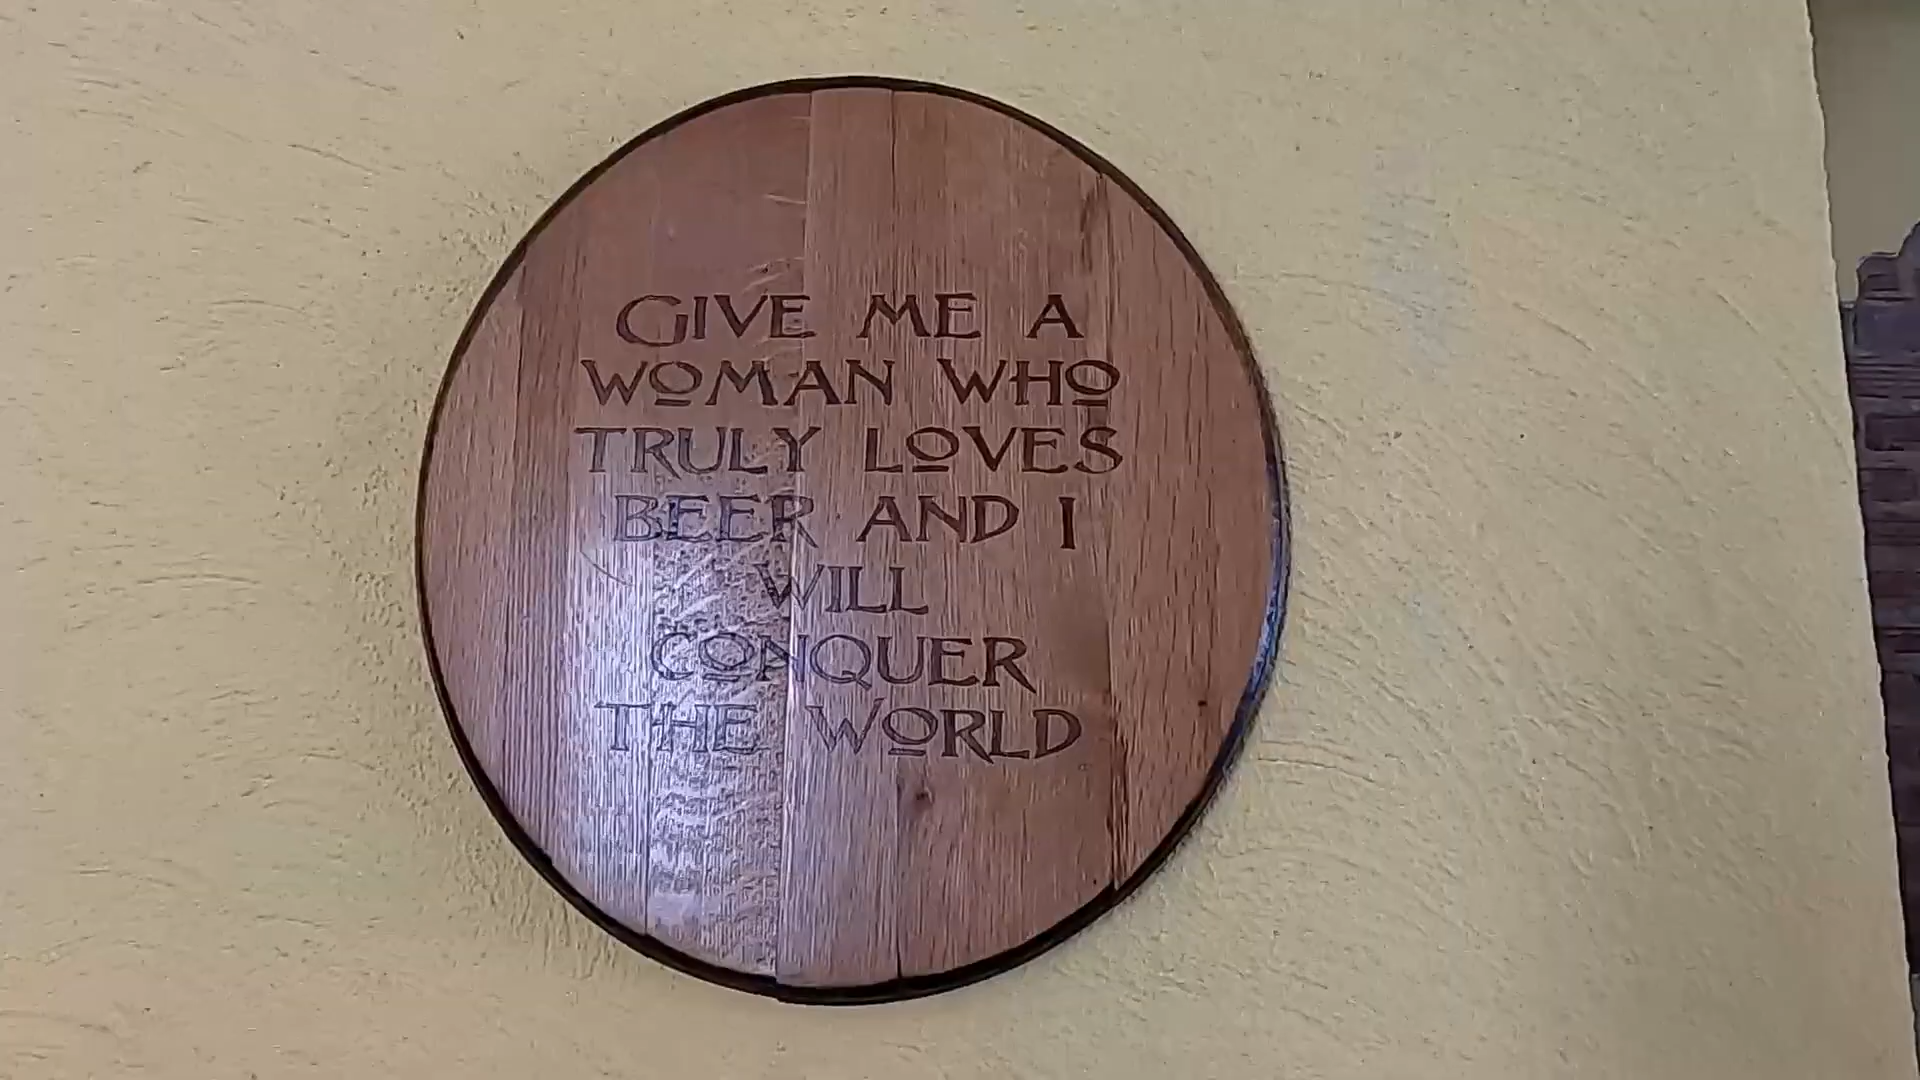 GIVE ME A
WOMAN WHO
TRULY LOVES
BEER AND I
WILL
CONQUER
THE WORLD